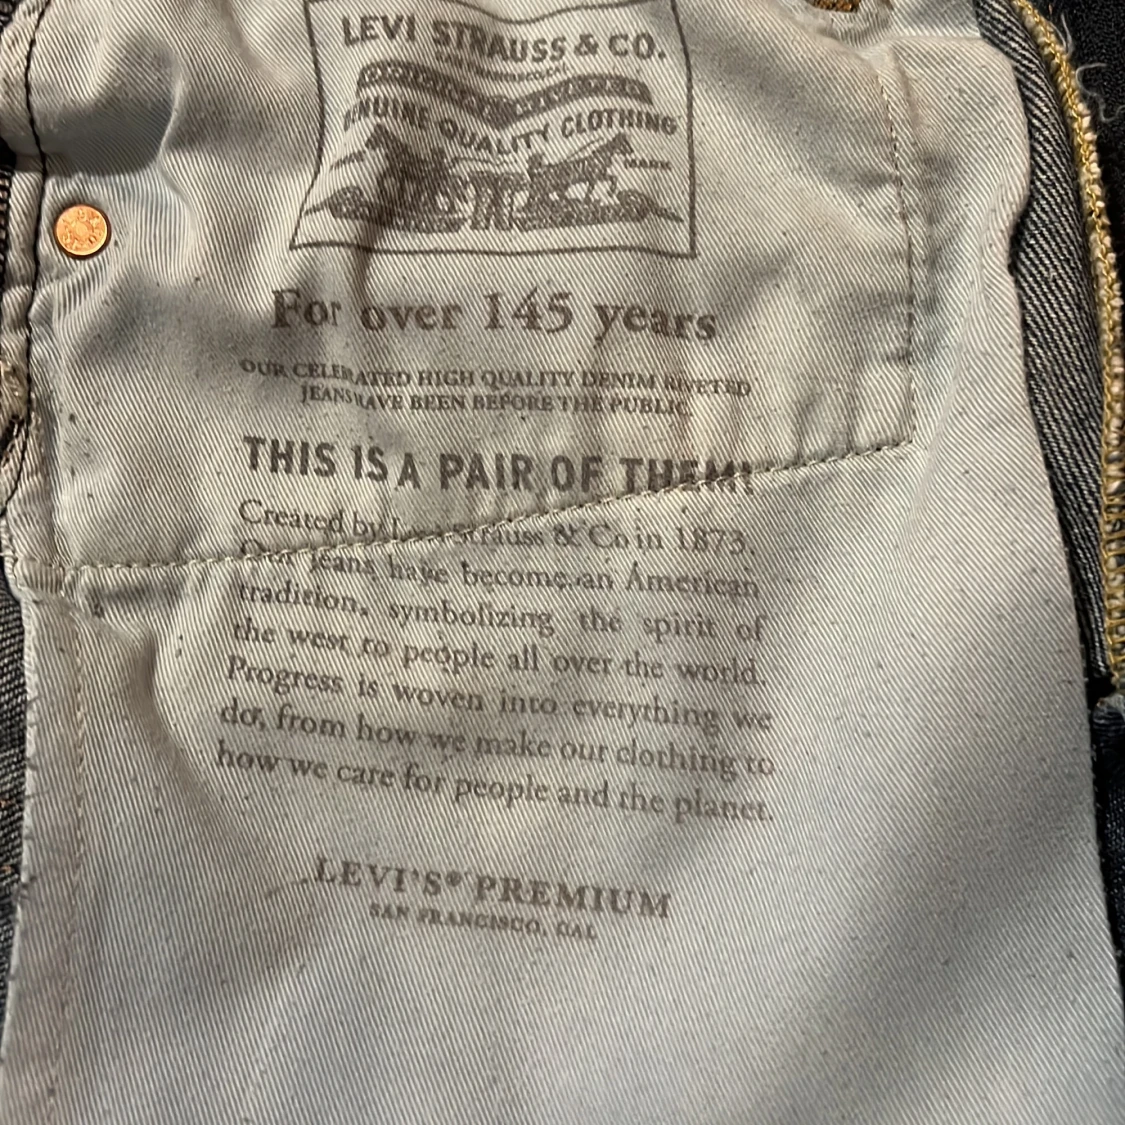 LEVI STRAUSS & CO.
GENUINE QUALITY CLOTHING
TRADE MARK
For over 145 years
OUR CELEBRATED HIGH QUALITY DENIM RIVETED
JEANS HAVE BEEN BEFORE THE PUBLIC.
THIS IS A PAIR OF THEM!
Created by Levi Strauss & Co in 1873.
Our jeans have become an American
tradition, symbolizing the spirit of
the west to people all over the world.
Progress is woven into everything we
do, from how we make our clothing to
how we care for people and the planet.
LEVI'S® PREMIUM
SAN FRANCISCO, CAL